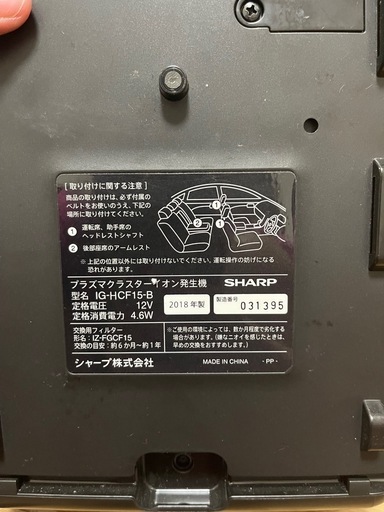 [ 取り付けに関する注意 ]
商品の取り付けは、必ず付属の
ベルトをお使いのうえ、下記の
場所に取り付けてください。
① 運転席、助手席の
ヘッドレストシャフト
② 後部座席のアームレスト
①
①
②
※上記の位置以外には取り付けないでください。運転操作の妨げになる
恐れがあります。
プラズマクラスターイオン発生機 SHARP
型名 IG-HCF15-B
定格電圧 12V
定格消費電力 4.6W
2018年製
製造番号
031395
交換用フィルター
形名:IZ-FGCF15
交換の目安:約6か月〜約1年
※ご使用の環境によっては、数か月程度で劣化する
場合があります。(嫌なニオイを感じたときは、
早めの交換をおすすめします。)
シャープ株式会社 MADE IN CHINA -PP-